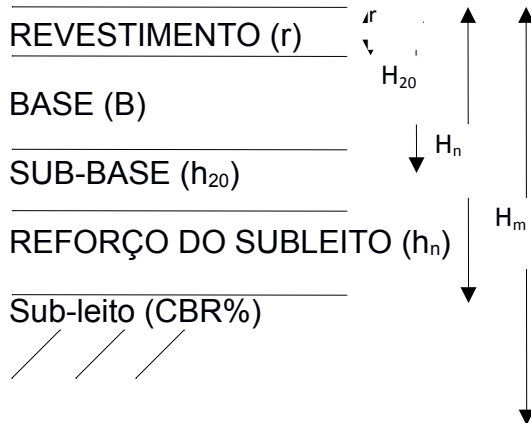 REVESTIMENTO (r)
r
H₂₀
BASE (B)
Hₙ
SUB-BASE (h₂₀)
Hₘ
REFORÇO DO SUBLEITO (hₙ)
Sub-leito (CBR%)